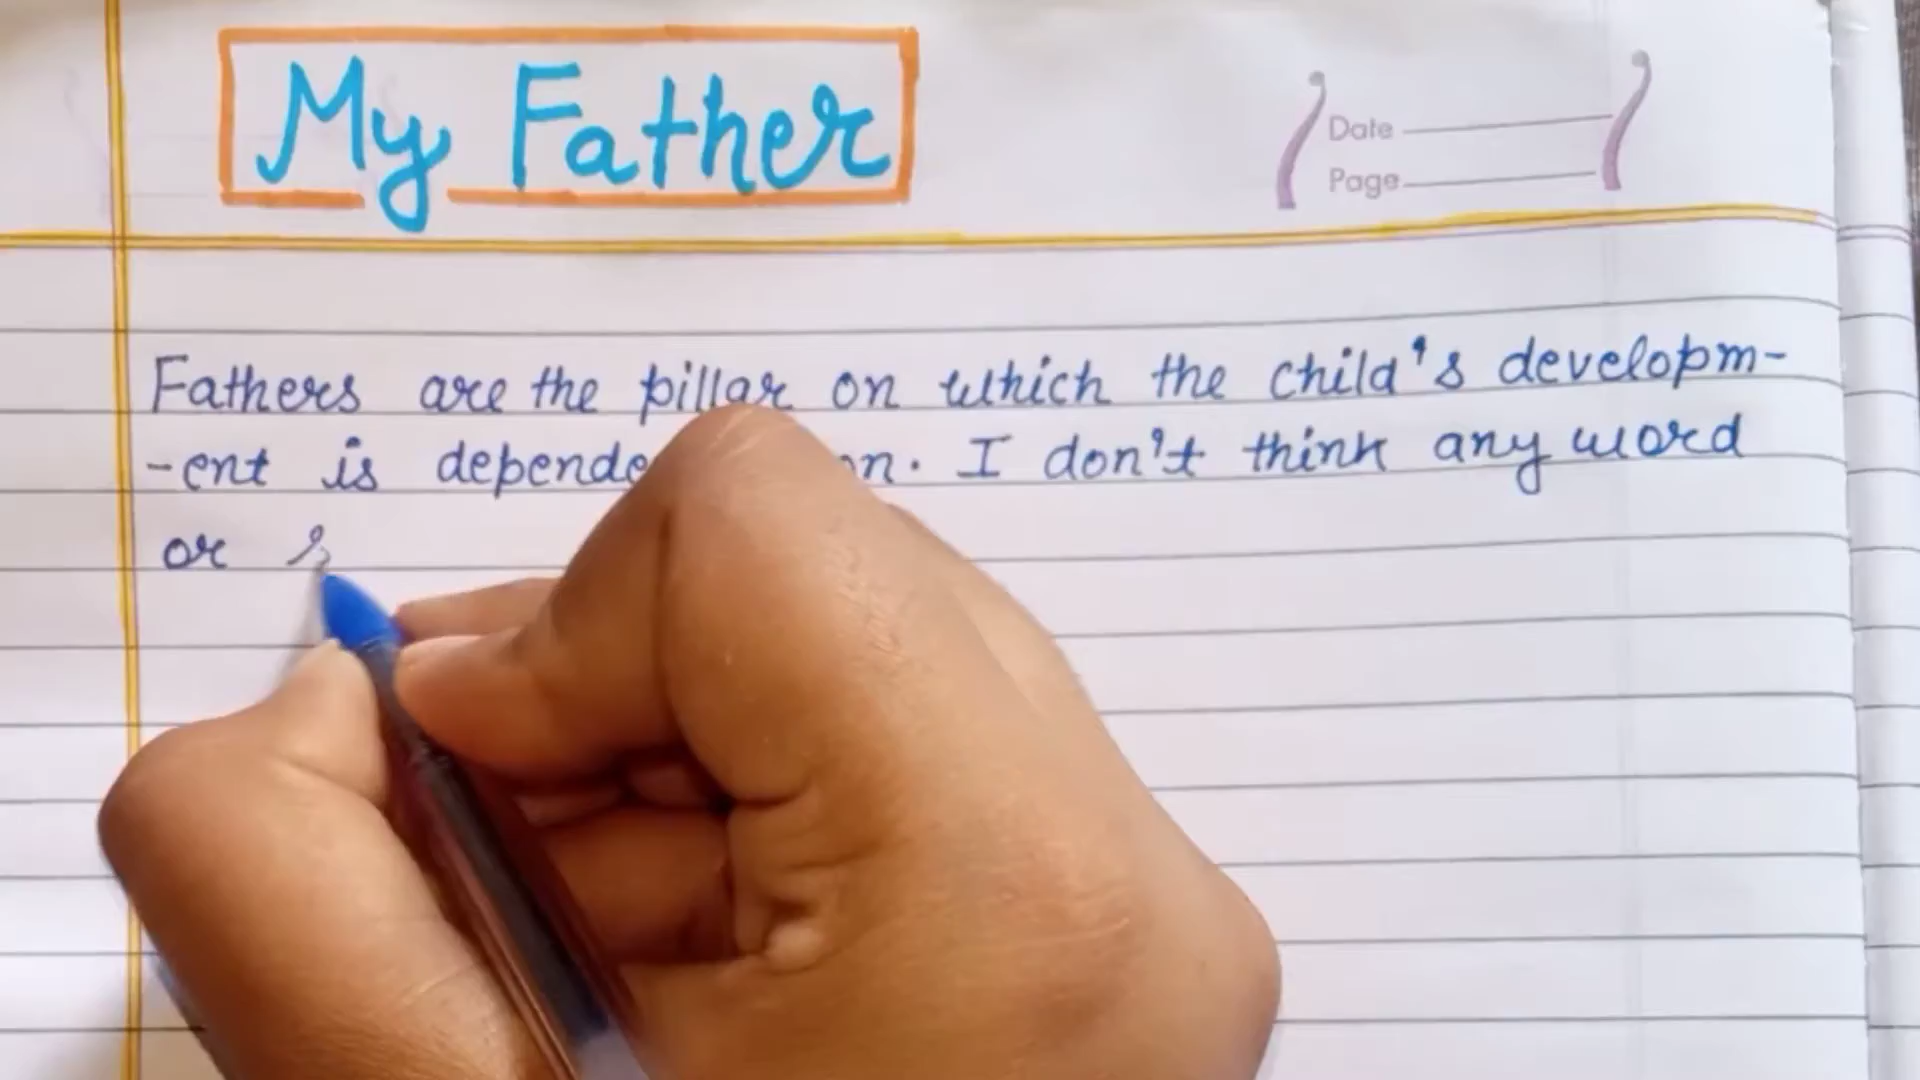 My Father
Date
Page
Fathers are the pillar on which the child's developm-
-ent is on. I don't think any word
or